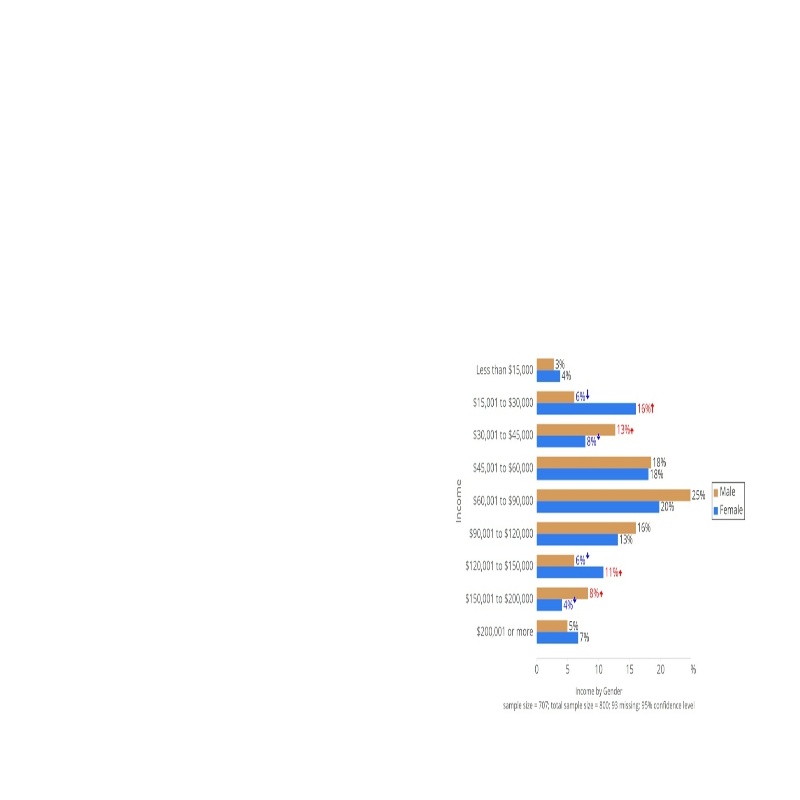 Less than $15,000 3%
4%
$15,001 to $30,000 6%
16%
$30,001 to $45,000 13%
8%
$45,001 to $60,000 18%
18%
$60,001 to $90,000 25%
20%
$90,001 to $120,000 16%
13%
$120,001 to $150,000 6%
11%
$150,001 to $200,000 8%
4%
$200,001 or more 5%
7%
Income
Male
Female
0 5 10 15 20 %
Income by Gender
sample size = 707; total sample size = 800; 93 missing; 95% confidence level